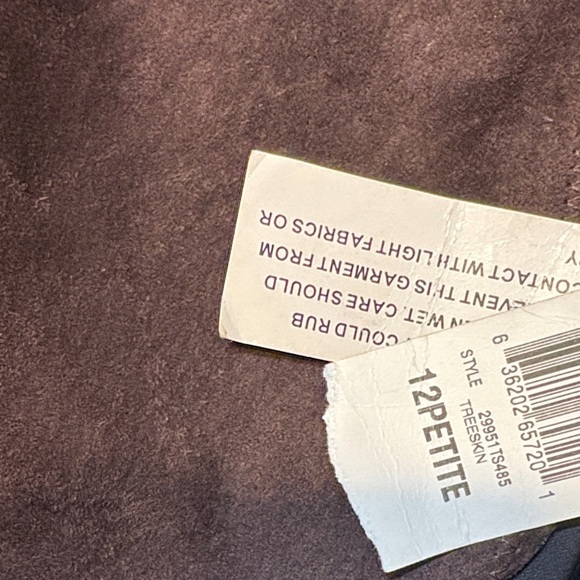 COULD RUB
WET. CARE SHOULD
EVENT THIS GARMENT FROM
CONTACT WITH LIGHT FABRICS OR
Y
6 36202 65720 1
STYLE 29951TS485
TREESKIN
12PETITE